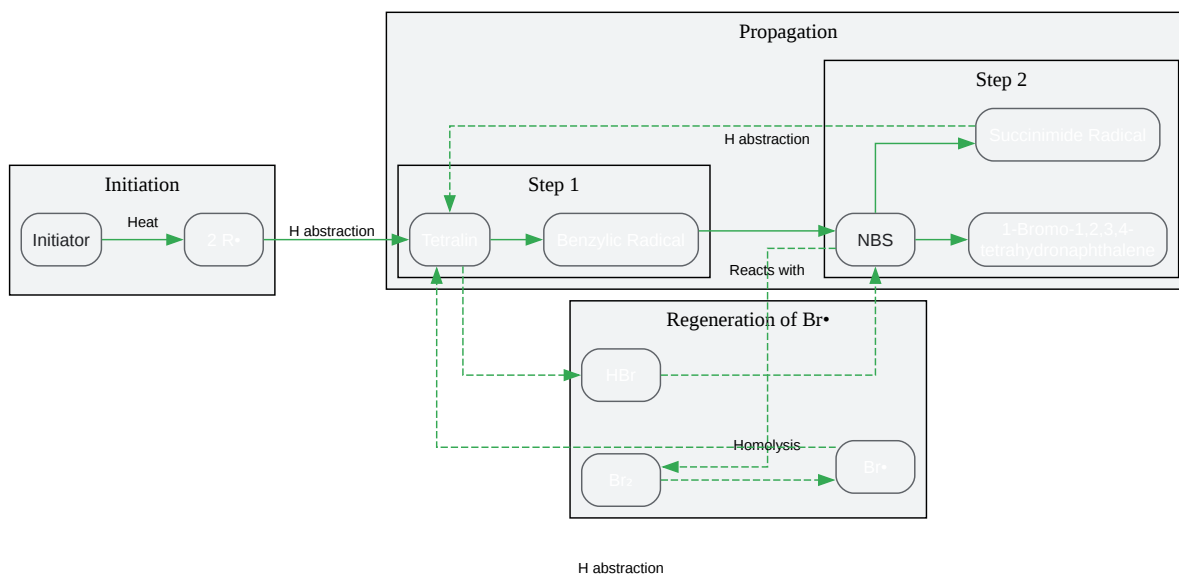 Propagation
Step 2
Succinimide Radical
H abstraction
Initiation
Step 1
Heat
Initiator
2 R•
H abstraction
Tetralin
Benzylic Radical
NBS
1-Bromo-1,2,3,4-
tetrahydronaphthalene
Reacts with
Regeneration of Br•
HBr
Homolysis
Br₂
Br•
H abstraction